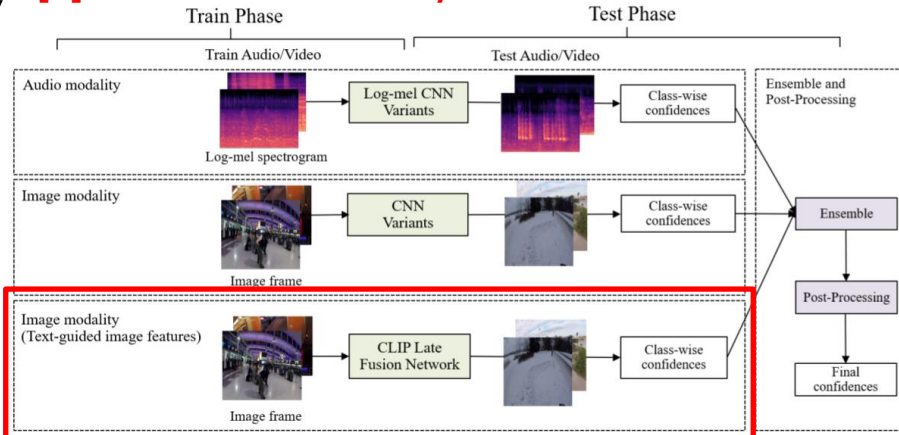 Train Phase
Test Phase
Train Audio/Video
Test Audio/Video
Audio modality
Log-mel CNN
Variants
Class-wise
confidences
Log-mel spectrogram
Ensemble and
Post-Processing
Image modality
CNN
Variants
Class-wise
confidences
Image frame
Ensemble
Post-Processing
Final
confidences
Image modality
(Text-guided image features)
CLIP Late
Fusion Network
Class-wise
confidences
Image frame